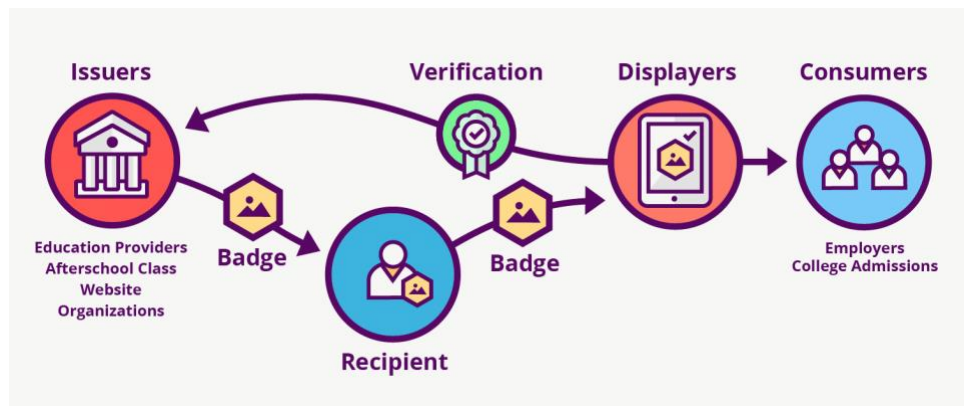 Issuers
Verification
Displayers
Consumers
Education Providers
Afterschool Class
Website
Organizations
Badge
Badge
Employers
College Admissions
Recipient